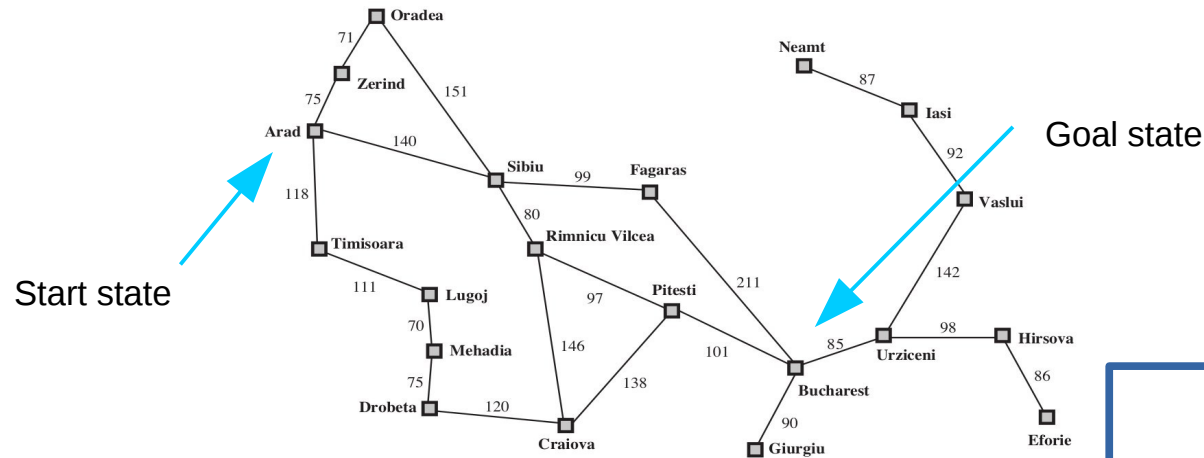 Oradea
71
Neamt
87
Zerind
151
75
Iasi
Arad
140
92
Goal state
Sibiu
99
Fagaras
118
Vaslui
80
Timisoara
Rimnicu Vilcea
142
Start state
111
Lugoj
97
Pitesti
211
70
98
Hirsova
Mehadia
146
101
85
Urziceni
86
75
138
Bucharest
Drobeta
120
90
Eforie
Craiova
Giurgiu